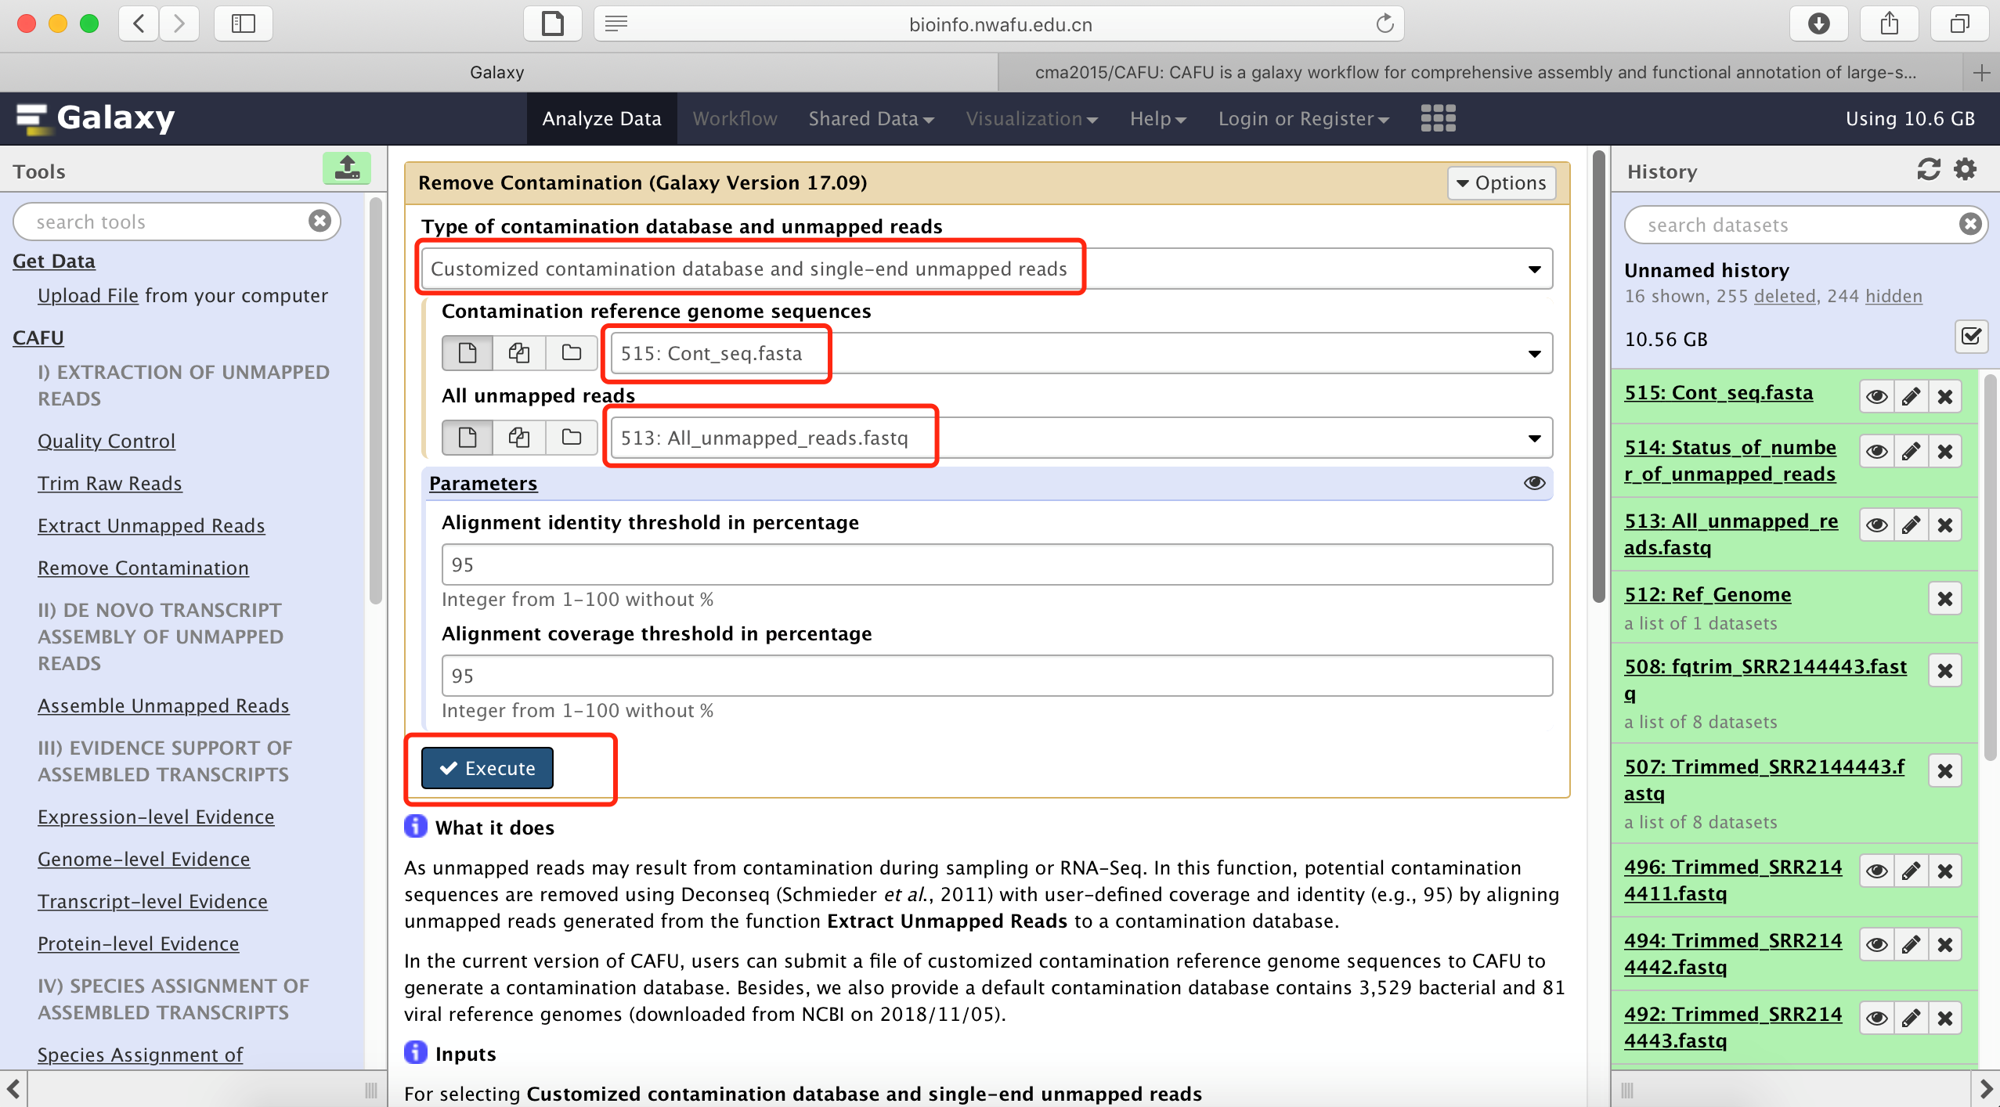 bioinfo.nwafu.edu.cn
Galaxy
cma2015/CAFU: CAFU is a galaxy workflow for comprehensive assembly and functional annotation of large-s...
Galaxy
Analyze Data
Workflow
Shared Data
Visualization
Help
Login or Register
Using 10.6 GB
Tools
search tools
Get Data
Upload File from your computer
CAFU
I) EXTRACTION OF UNMAPPED
READS
Quality Control
Trim Raw Reads
Extract Unmapped Reads
Remove Contamination
II) DE NOVO TRANSCRIPT
ASSEMBLY OF UNMAPPED
READS
Assemble Unmapped Reads
III) EVIDENCE SUPPORT OF
ASSEMBLED TRANSCRIPTS
Expression-level Evidence
Genome-level Evidence
Transcript-level Evidence
Protein-level Evidence
IV) SPECIES ASSIGNMENT OF
ASSEMBLED TRANSCRIPTS
Species Assignment of
Remove Contamination (Galaxy Version 17.09)
Options
Type of contamination database and unmapped reads
Customized contamination database and single-end unmapped reads
Contamination reference genome sequences
515: Cont_seq.fasta
All unmapped reads
513: All_unmapped_reads.fastq
Parameters
Alignment identity threshold in percentage
95
Integer from 1-100 without %
Alignment coverage threshold in percentage
95
Integer from 1-100 without %
Execute
What it does
As unmapped reads may result from contamination during sampling or RNA-Seq. In this function, potential contamination
sequences are removed using Deconseq (Schmieder et al., 2011) with user-defined coverage and identity (e.g., 95) by aligning
unmapped reads generated from the function Extract Unmapped Reads to a contamination database.
In the current version of CAFU, users can submit a file of customized contamination reference genome sequences to CAFU to
generate a contamination database. Besides, we also provide a default contamination database contains 3,529 bacterial and 81
viral reference genomes (downloaded from NCBI on 2018/11/05).
Inputs
For selecting Customized contamination database and single-end unmapped reads
History
search datasets
Unnamed history
16 shown, 255 deleted, 244 hidden
10.56 GB
515: Cont_seq.fasta
514: Status_of_numbe
r_of_unmapped_reads
513: All_unmapped_re
ads.fastq
512: Ref_Genome
a list of 1 datasets
508: fqtrim_SRR2144443.fast
q
a list of 8 datasets
507: Trimmed_SRR2144443.f
astq
a list of 8 datasets
496: Trimmed_SRR214
4411.fastq
494: Trimmed_SRR214
4442.fastq
492: Trimmed_SRR214
4443.fastq